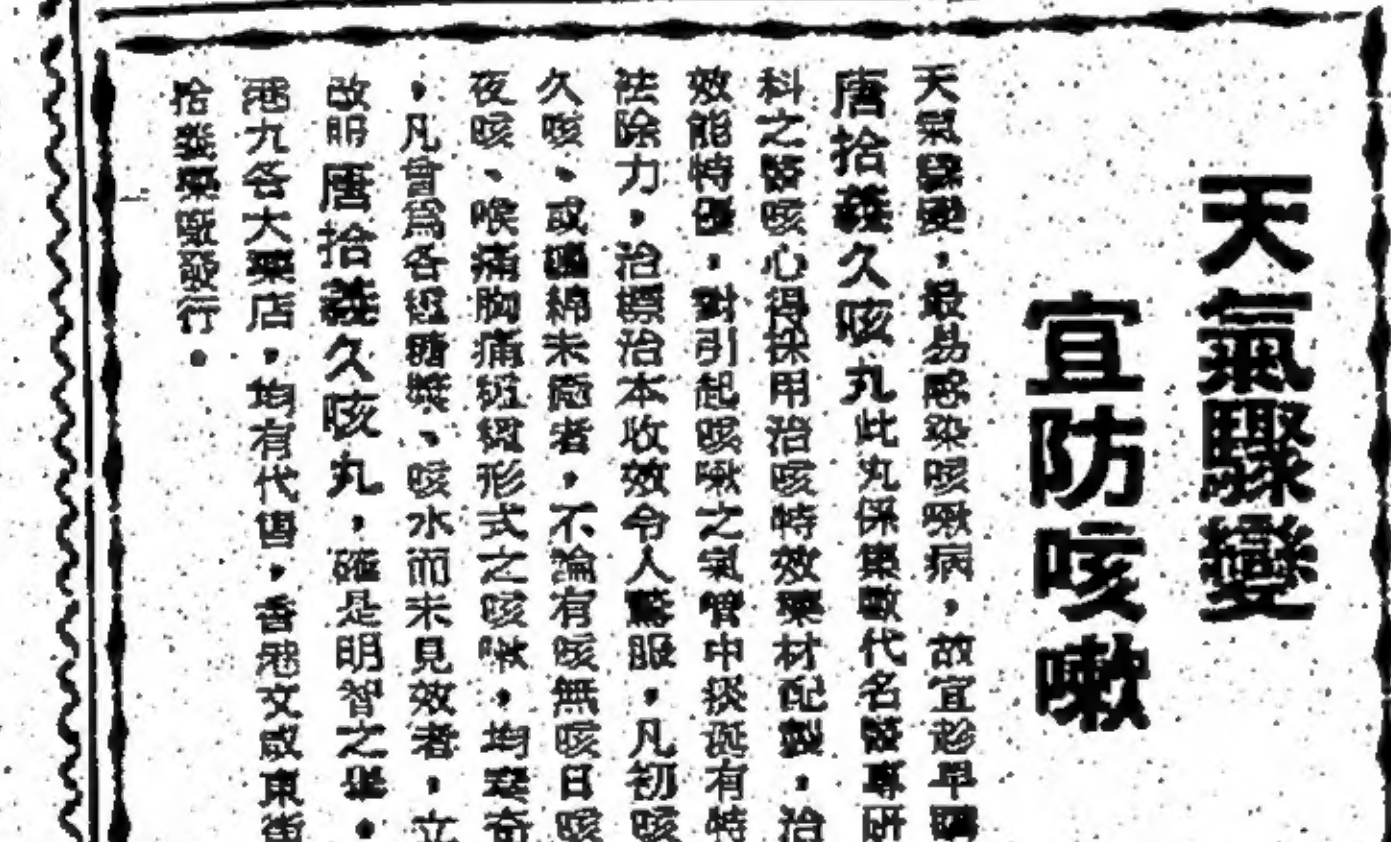 天氣驟變
宜防咳嗽
天氣驟變，最易感染咳嗽病，故宜趁早購
唐拾義久咳丸此丸係集數代名醫專研
科之醫咳心得採用治咳特效藥材配製，治
效能特優，對引起咳嗽之氣管中痰涎有特
祛除力，治標治本收效令人驚服，凡初咳
久咳、或纏綿未癒者，不論有咳無咳日咳
夜咳、喉痛胸痛種種形式之咳嗽，均奏奇
，凡曾爲各種糖漿、咳水而未見效者，立
改服唐拾義久咳丸，確是明智之舉。
港九各大藥店，均有代售，香港文咸東街
拾義藥廠發行。